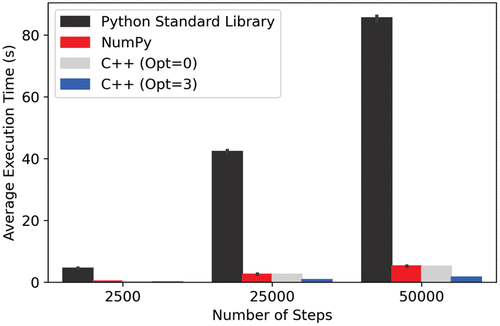 80
60
40
20
0
Average Execution Time (s)
Python Standard Library
NumPy
C++ (Opt=0)
C++ (Opt=3)
2500
25000
50000
Number of Steps